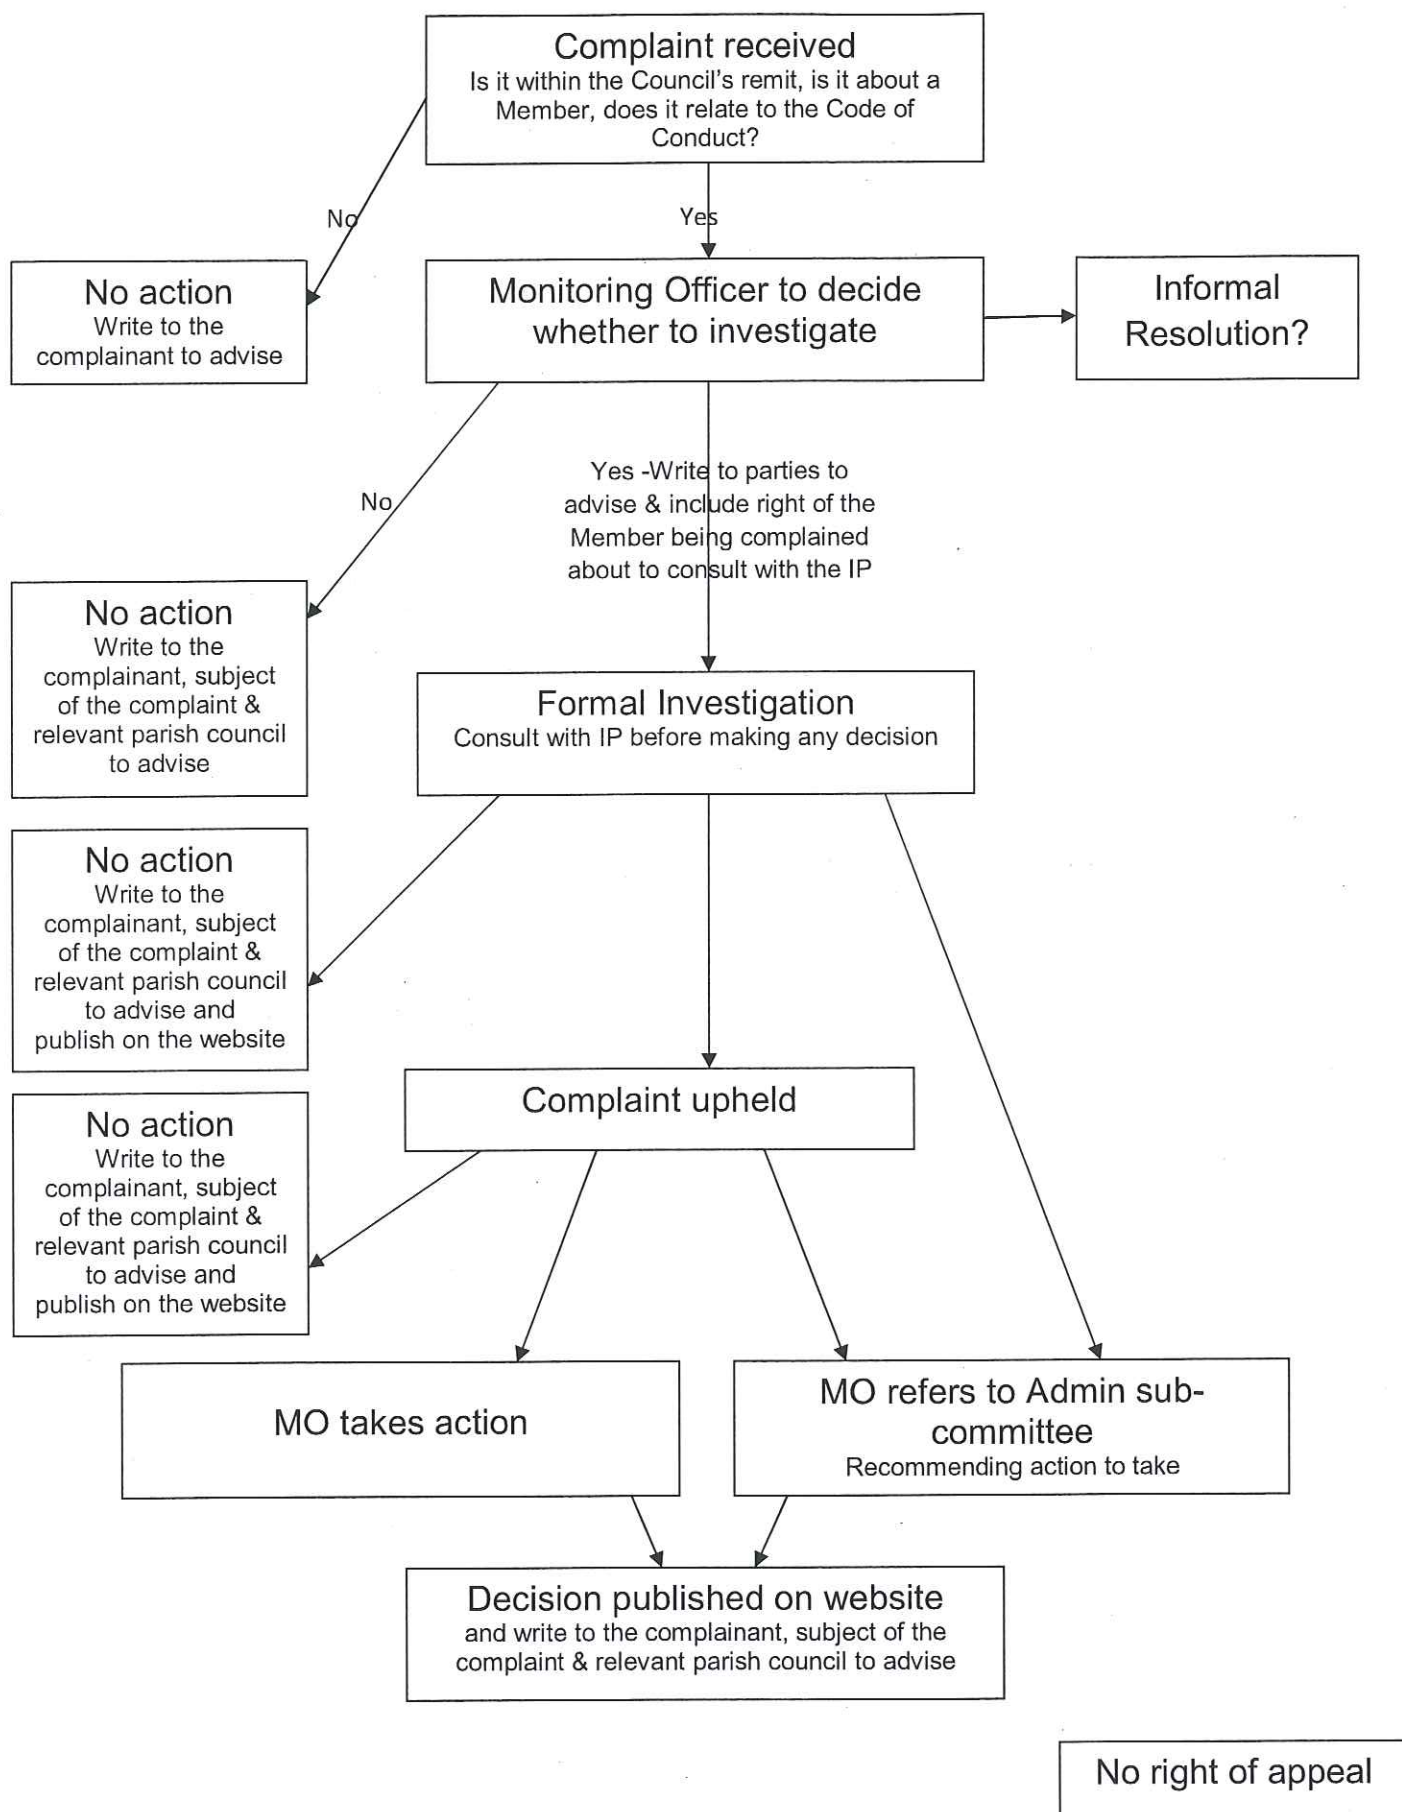 Complaint received
Is it within the Council's remit, is it about a
Member, does it relate to the Code of
Conduct?
No
Yes
No action
Write to the
complainant to advise
Monitoring Officer to decide
whether to investigate
Informal
Resolution?
No
Yes -Write to parties to
advise & include right of the
Member being complained
about to consult with the IP
No action
Write to the
complainant, subject
of the complaint &
relevant parish council
to advise
Formal Investigation
Consult with IP before making any decision
No action
Write to the
complainant, subject
of the complaint &
relevant parish council
to advise and
publish on the website
Complaint upheld
No action
Write to the
complainant, subject
of the complaint &
relevant parish council
to advise and
publish on the website
MO takes action
MO refers to Admin sub-
committee
Recommending action to take
Decision published on website
and write to the complainant, subject of the
complaint & relevant parish council to advise
No right of appeal